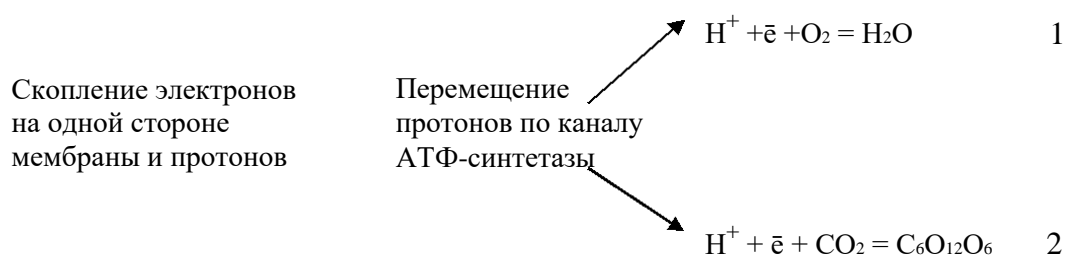 H⁺ +ē +O₂ = H₂O 1
Скопление электронов
на одной стороне
мембраны и протонов
Перемещение
протонов по каналу
АТФ-синтетазы
H⁺ + ē + CO₂ = C₆O₁₂O₆ 2